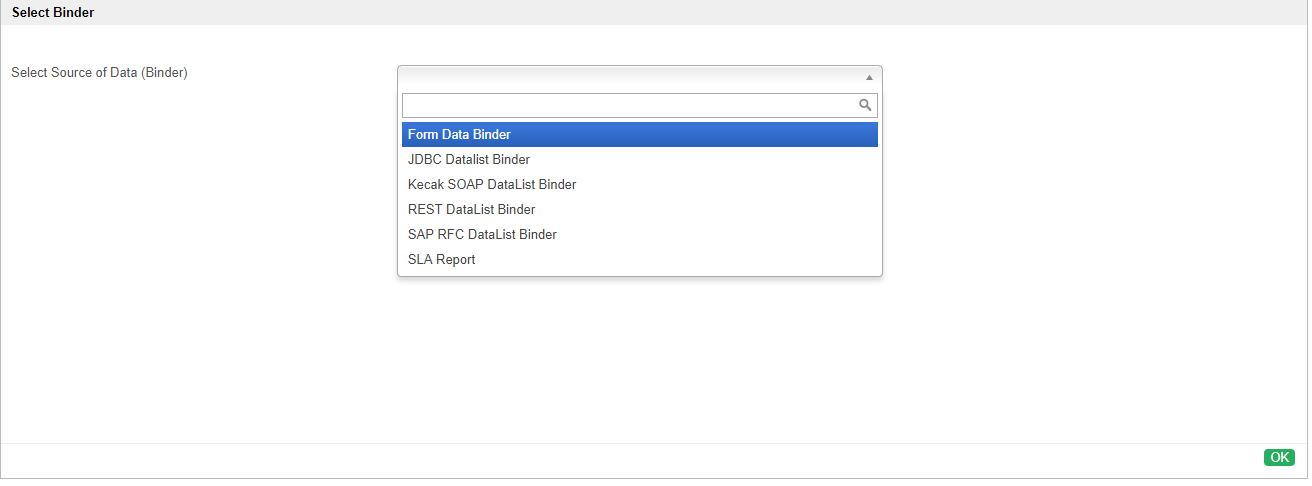 Select Binder
Select Source of Data (Binder)
Form Data Binder
JDBC Datalist Binder
Kecak SOAP DataList Binder
REST DataList Binder
SAP RFC DataList Binder
SLA Report
OK